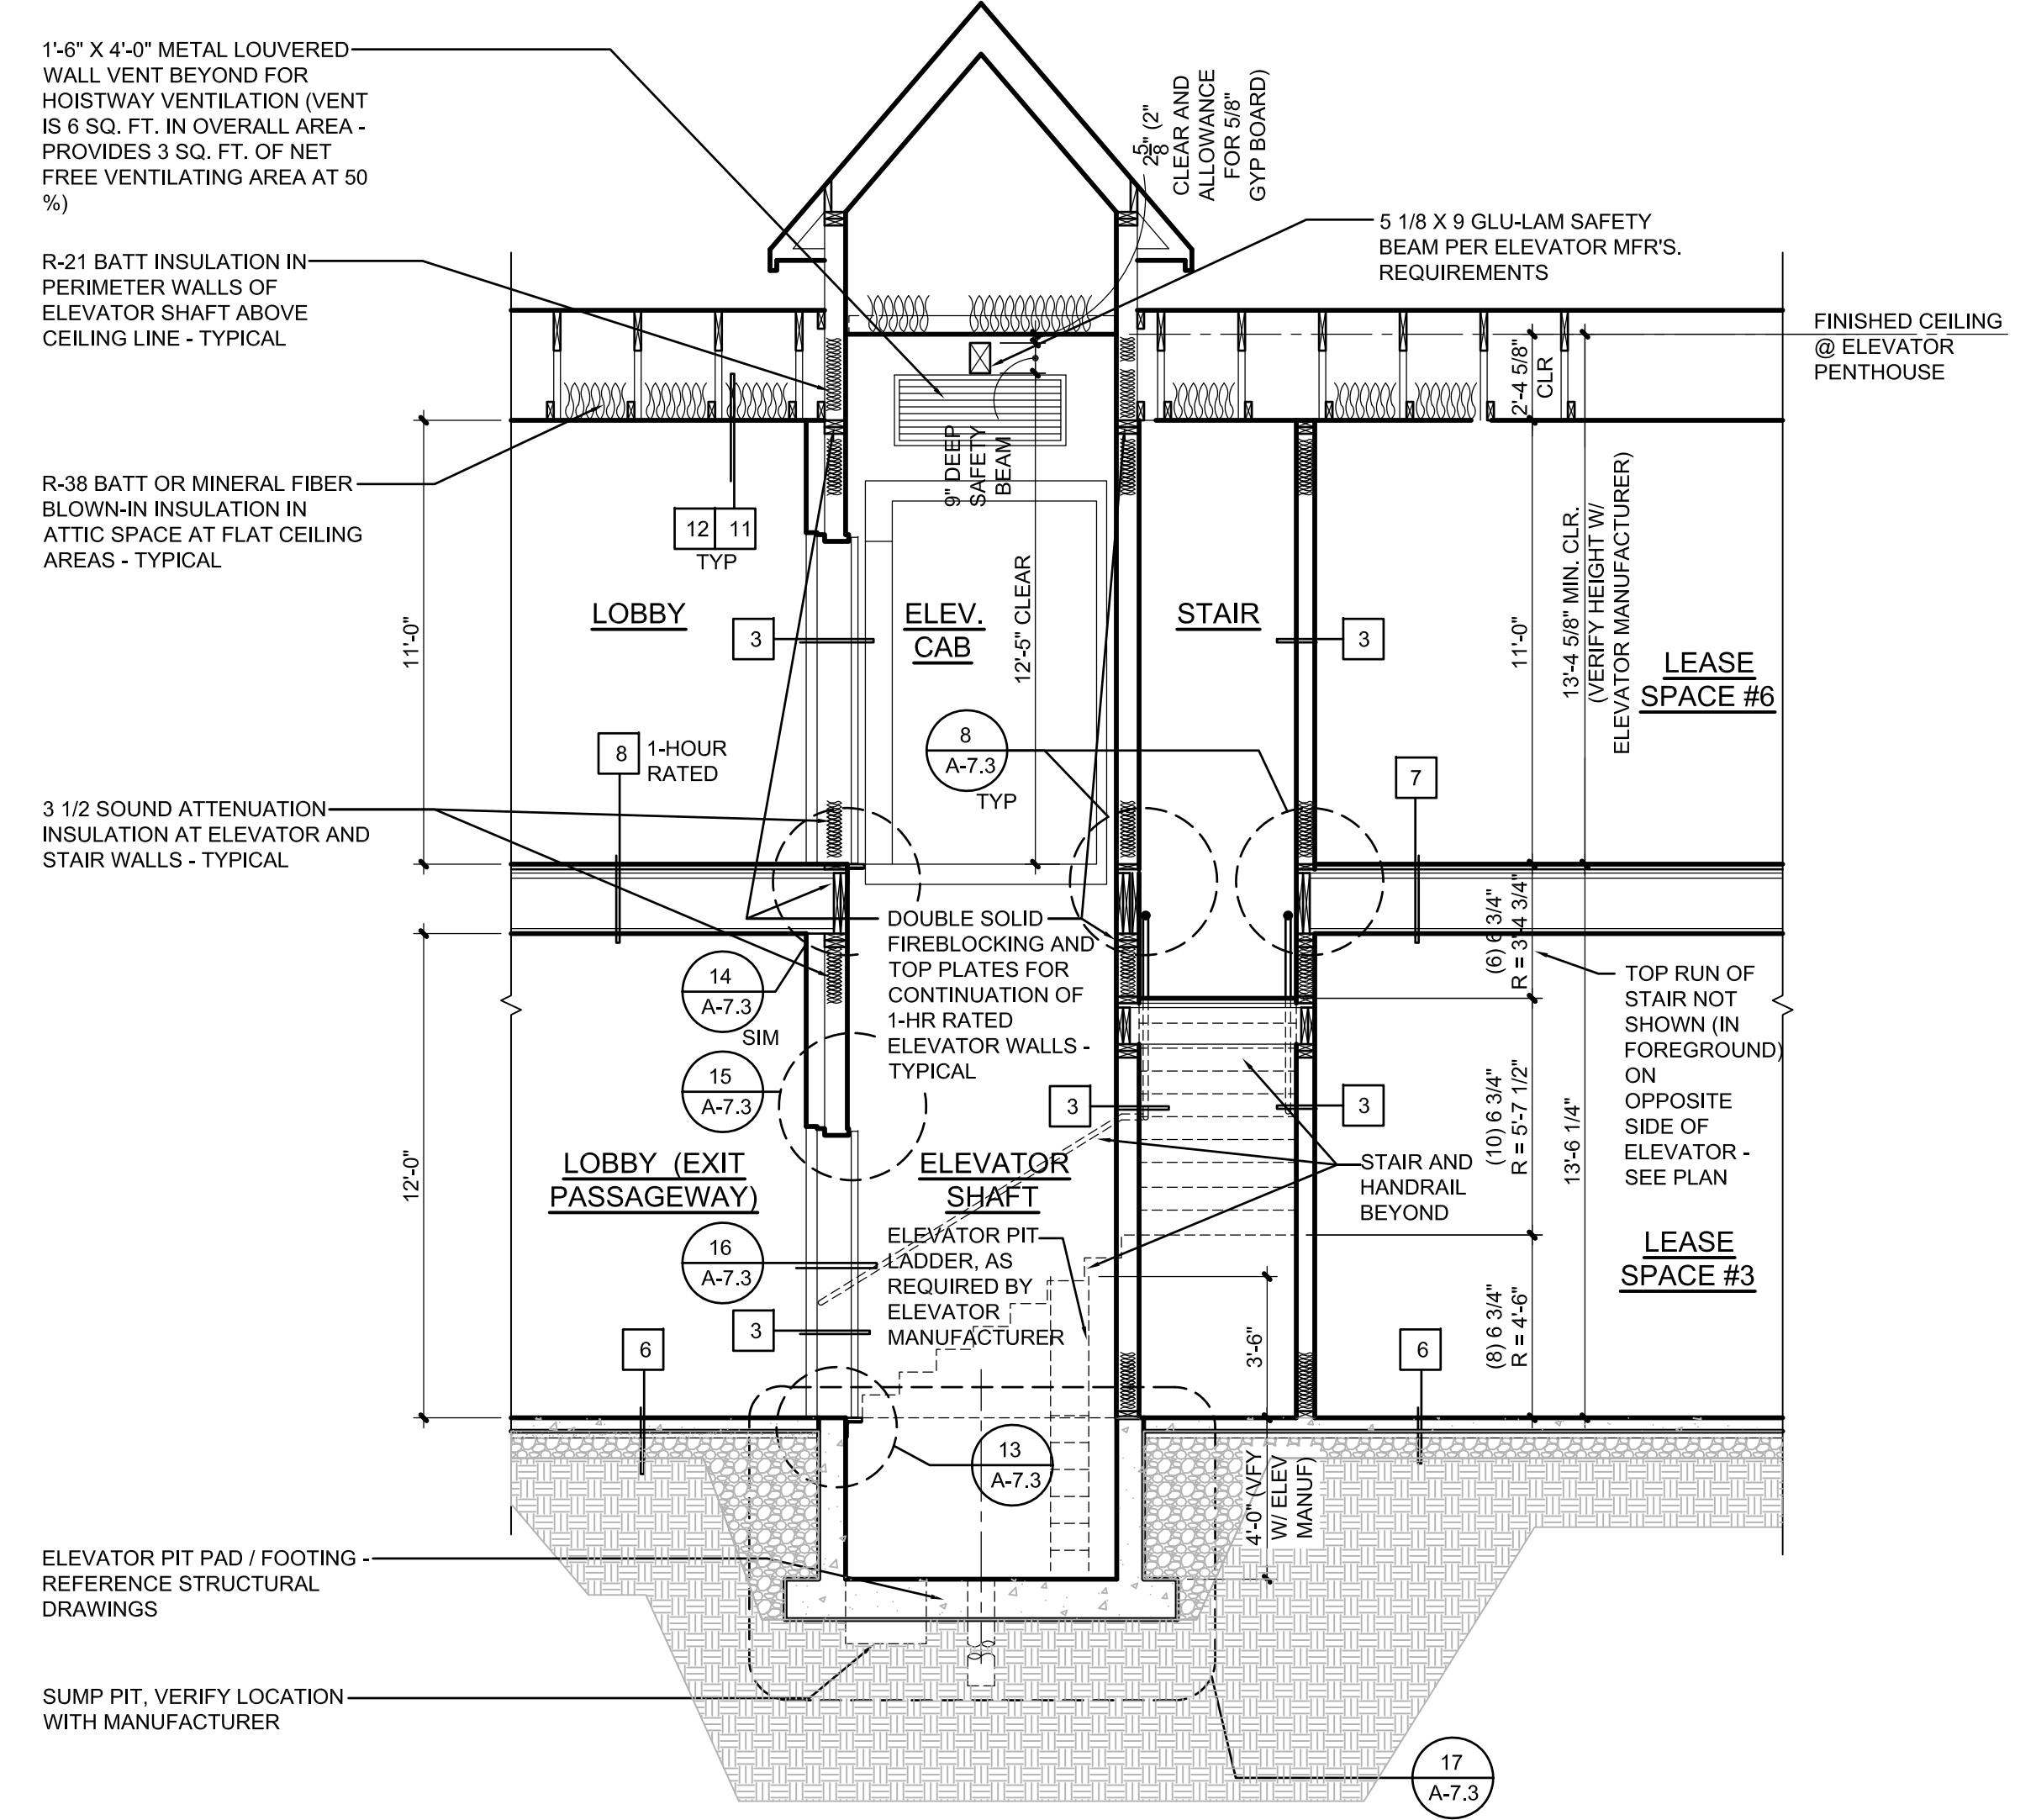 1'-6" X 4'-0" METAL LOUVERED
WALL VENT BEYOND FOR
HOISTWAY VENTILATION (VENT
IS 6 SQ. FT. IN OVERALL AREA -
PROVIDES 3 SQ. FT. OF NET
FREE VENTILATING AREA AT 50
%)
R-21 BATT INSULATION IN
PERIMETER WALLS OF
ELEVATOR SHAFT ABOVE
CEILING LINE - TYPICAL
R-38 BATT OR MINERAL FIBER
BLOWN-IN INSULATION IN
ATTIC SPACE AT FLAT CEILING
AREAS - TYPICAL
3 1/2 SOUND ATTENUATION
INSULATION AT ELEVATOR AND
STAIR WALLS - TYPICAL
ELEVATOR PIT PAD / FOOTING -
REFERENCE STRUCTURAL
DRAWINGS
SUMP PIT, VERIFY LOCATION
WITH MANUFACTURER
2 5/8" (2"
CLEAR AND
ALLOWANCE
FOR 5/8"
GYP BOARD)
5 1/8 X 9 GLU-LAM SAFETY
BEAM PER ELEVATOR MFR'S.
REQUIREMENTS
FINISHED CEILING
@ ELEVATOR
PENTHOUSE
2'-4 5/8"
CLR
9" DEEP
SAFETY
BEAM
12 11
TYP
11'-0"
LOBBY
3
ELEV.
CAB
12'-5" CLEAR
STAIR
3
11'-0"
13'-4 5/8" MIN. CLR.
(VERIFY HEIGHT W/
ELEVATOR MANUFACTURER)
LEASE
SPACE #6
8
1-HOUR
RATED
8
A-7.3
TYP
7
DOUBLE SOLID
FIREBLOCKING AND
TOP PLATES FOR
CONTINUATION OF
1-HR RATED
ELEVATOR WALLS -
TYPICAL
14
A-7.3
SIM
15
A-7.3
12'-0"
LOBBY (EXIT
PASSAGEWAY)
ELEVATOR
SHAFT
3
3
(6) 6 3/4"
R = 3'-4 3/4"
(10) 6 3/4"
R = 5'-7 1/2"
13'-6 1/4"
(8) 6 3/4"
R = 4'-6"
TOP RUN OF
STAIR NOT
SHOWN (IN
FOREGROUND)
ON
OPPOSITE
SIDE OF
ELEVATOR -
SEE PLAN
STAIR AND
HANDRAIL
BEYOND
LEASE
SPACE #3
16
A-7.3
ELEVATOR PIT
LADDER, AS
REQUIRED BY
ELEVATOR
MANUFACTURER
3
6
6
3'-6"
13
A-7.3
4'-0" (VFY
W/ ELEV
MANUF)
17
A-7.3